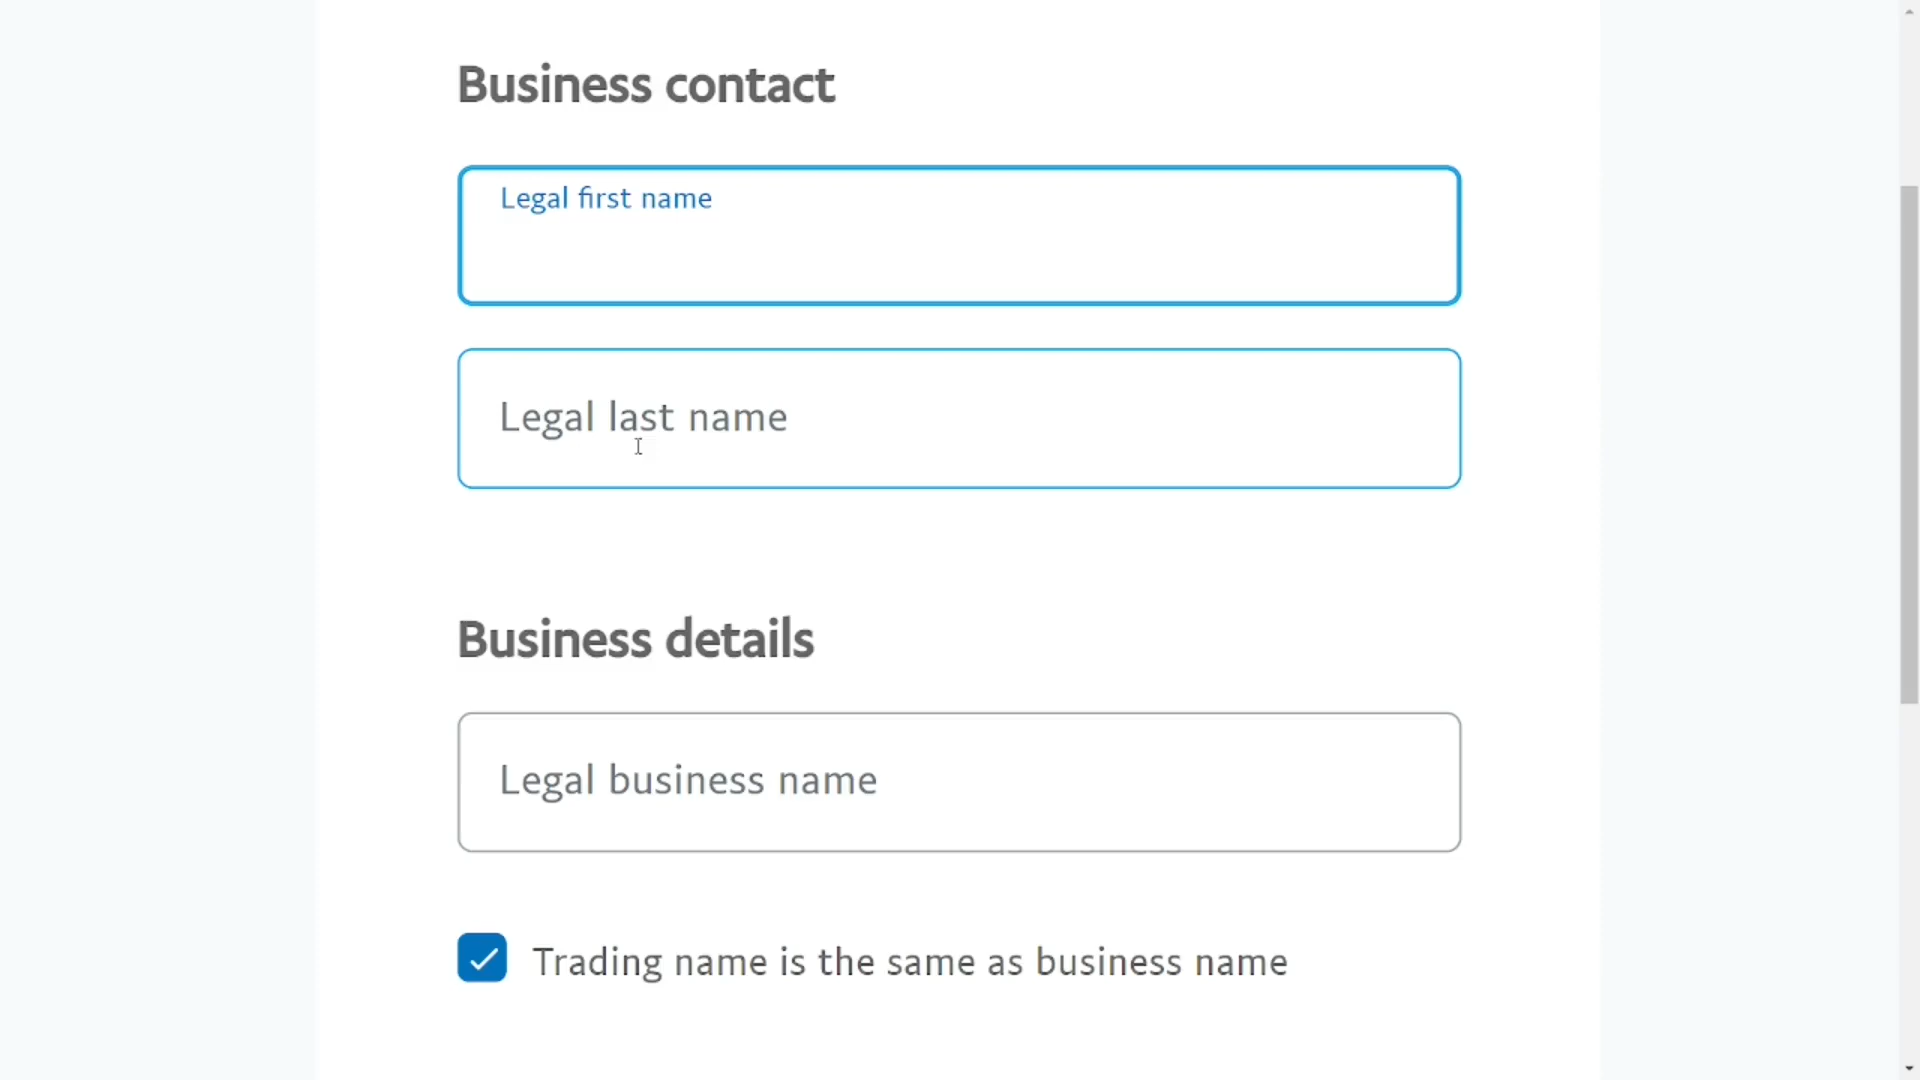 Business contact
Legal first name
Legal last name
Business details
Legal business name
Trading name is the same as business name